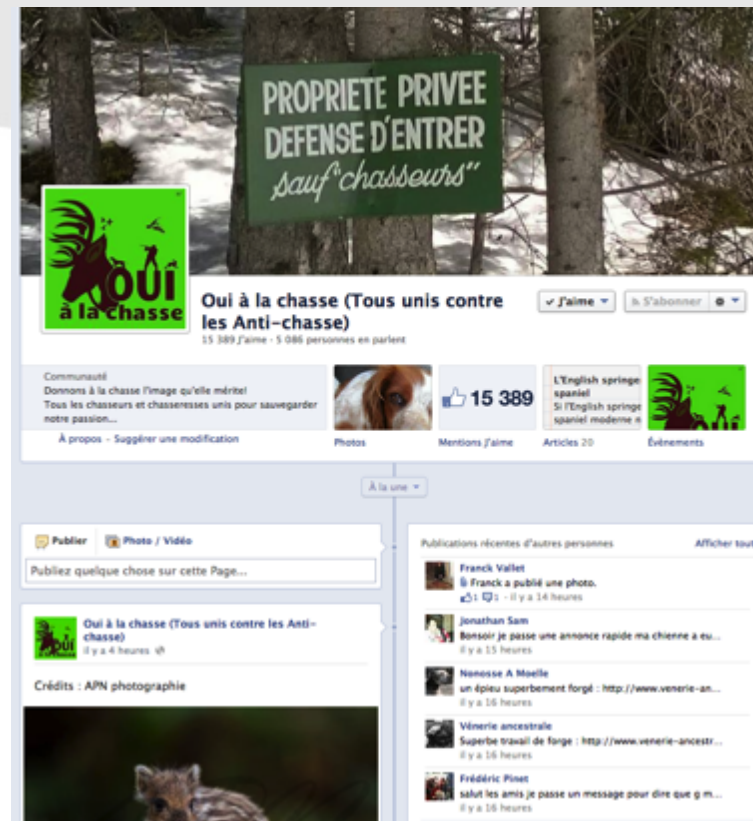 PROPRIETE PRIVEE
DEFENSE D'ENTRER
sauf "chasseurs"
OUI
à la chasse
Oui à la chasse (Tous unis contre
les Anti-chasse)
15 389 J'aime · 5 086 personnes en parlent
J'aime
S'abonner
Communauté
Donnons à la chasse l'image qu'elle mérite!
Tous les chasseurs et chasseresses unis pour sauvegarder
notre passion...
À propos – Suggérer une modification
15 389
L'English springe
spaniel
Si l'English springe
spaniel moderne n
Photos
Mentions J'aime
Articles 20
Évènements
À la une
Publier
Photo / Vidéo
Publiez quelque chose sur cette Page...
OUI
à la chasse
Oui à la chasse (Tous unis contre les Anti-
chasse)
il y a 4 heures
Crédits : APN photographie
Publications récentes d'autres personnes
Afficher tout
Franck Vallet
Franck a publié une photo.
1 1 · il y a 14 heures
Jonathan Sam
Bonsoir je passe une annonce rapide ma chienne a eu...
il y a 15 heures
Nonosse A Moelle
un épieu superbement forgé : http://www.venerie-an...
il y a 16 heures
Vénerie ancestrale
Superbe travail de forge : http://www.venerie-ancestr...
il y a 16 heures
Frédéric Pinet
salut les amis je passe un message pour dire que g m...
il y a 16 heures